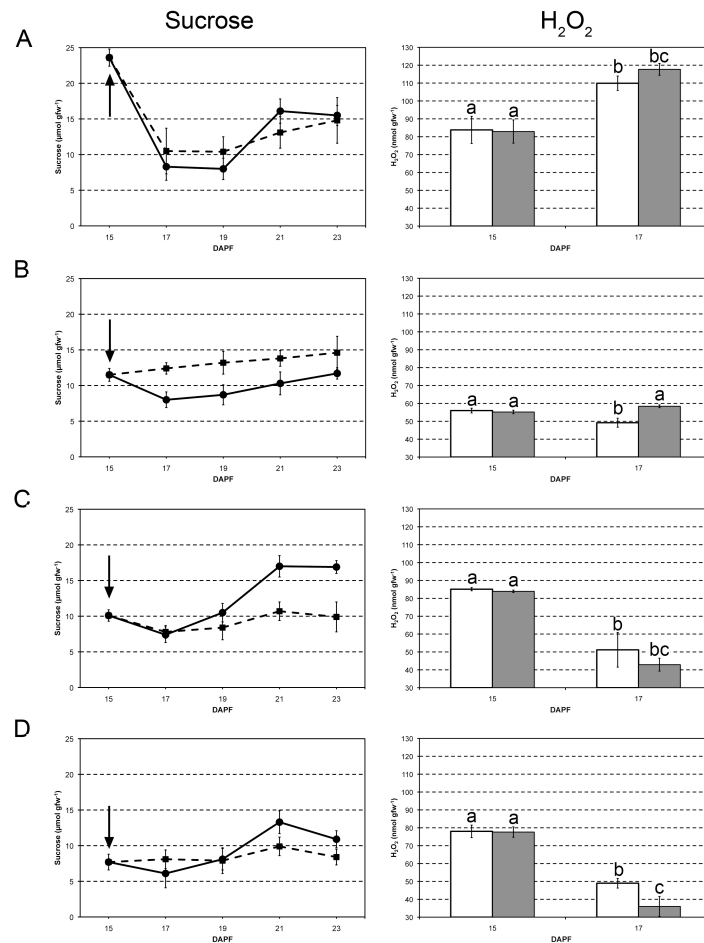 Sucrose
H₂O₂
A
25
20
15
10
5
0
Sucrose (µmol gfw⁻¹)
15 17 19 21 23
DAPF
130
120
110
100
90
80
70
60
50
40
30
H₂O₂ (nmol gfw⁻¹)
a a b bc
15 17
DAPF
B
25
20
15
10
5
0
Sucrose (µmol gfw⁻¹)
15 17 19 21 23
DAPF
130
120
110
100
90
80
70
60
50
40
30
H₂O₂ (nmol gfw⁻¹)
a a b a
15 17
DAPF
C
25
20
15
10
5
0
Sucrose (µmol gfw⁻¹)
15 17 19 21 23
DAPF
130
120
110
100
90
80
70
60
50
40
30
H₂O₂ (nmol gfw⁻¹)
a a b bc
15 17
DAPF
D
25
20
15
10
5
0
Sucrose (µmol gfw⁻¹)
15 17 19 21 23
DAPF
130
120
110
100
90
80
70
60
50
40
30
H₂O₂ (nmol gfw⁻¹)
a a b c
15 17
DAPF